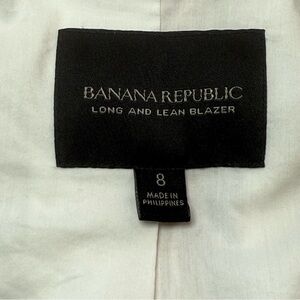 BANANA REPUBLIC
LONG AND LEAN BLAZER
8
MADE IN
PHILIPPINES